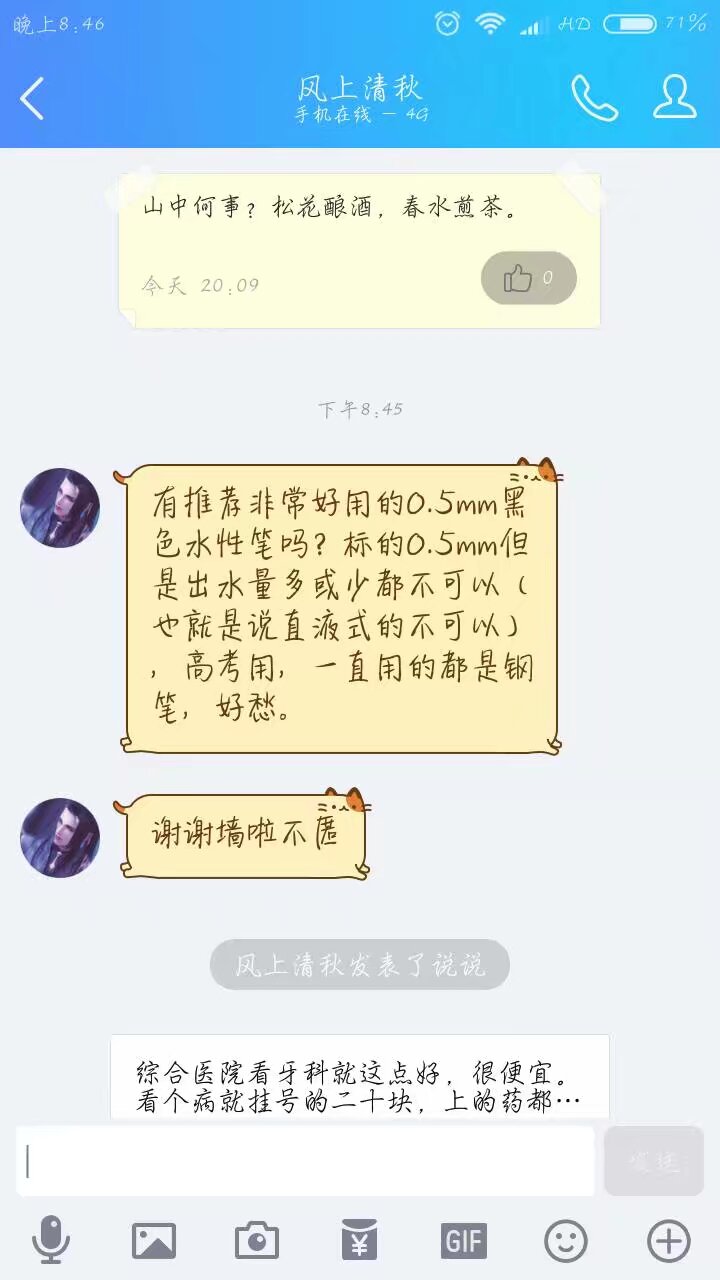 晚上8:46
HD
71%
风上清秋
手机在线 - 4G
山中何事？松花酿酒，春水煎茶。
今天 20:09
0
下午8:45
有推荐非常好用的0.5mm黑
色水性笔吗？标的0.5mm但
是出水量多或少都不可以（
也就是说直液式的不可以）
，高考用，一直用的都是钢
笔，好愁。
谢谢墙啦不匿
风上清秋发表了说说
综合医院看牙科就这点好，很便宜。
看个病就挂号的二十块，上的药都…
发送
GIF